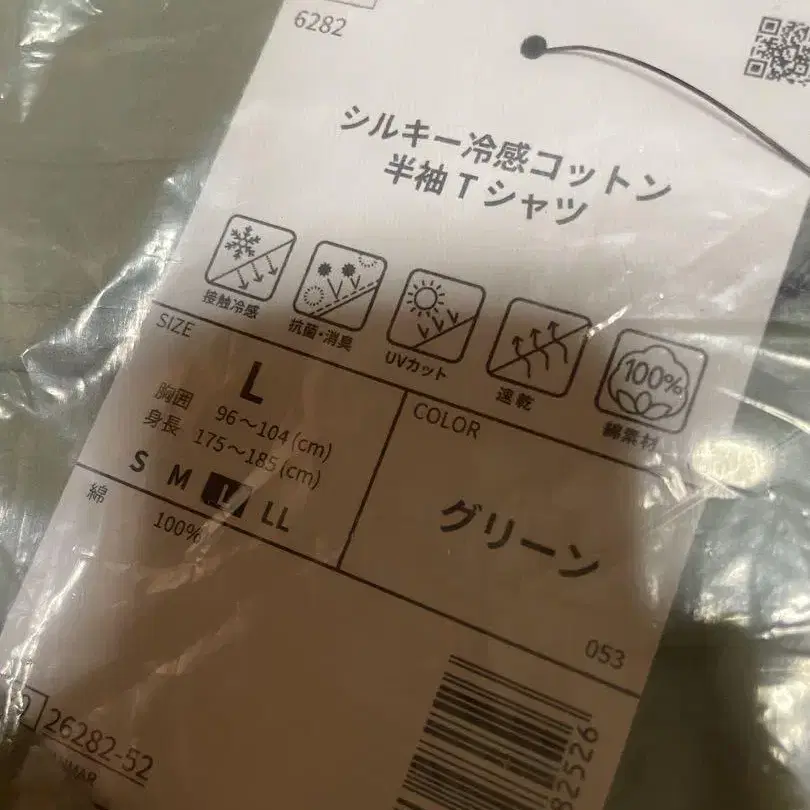 6282
シルキー冷感コットン
半袖Tシャツ
接触冷感
抗菌・消臭
UVカット
速乾
100%
綿素材
SIZE
L
胸囲 96～104(cm)
身長 175～185(cm)
S M L LL
COLOR
グリーン
053
綿 100%
26282-52
82526